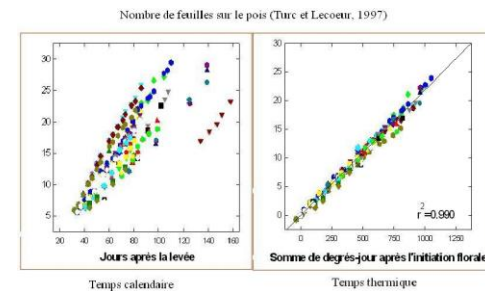 Nombre de feuilles sur le pois (Turc et Lecoeur, 1997)
30
25
20
15
10
5
20 40 60 80 100 120 140 160
Jours après la levée
Temps calendaire
30
25
20
15
10
5
0
r²=0.990
0 250 500 750 1000 1250
Somme de degrés-jour après l'initiation florale
Temps thermique